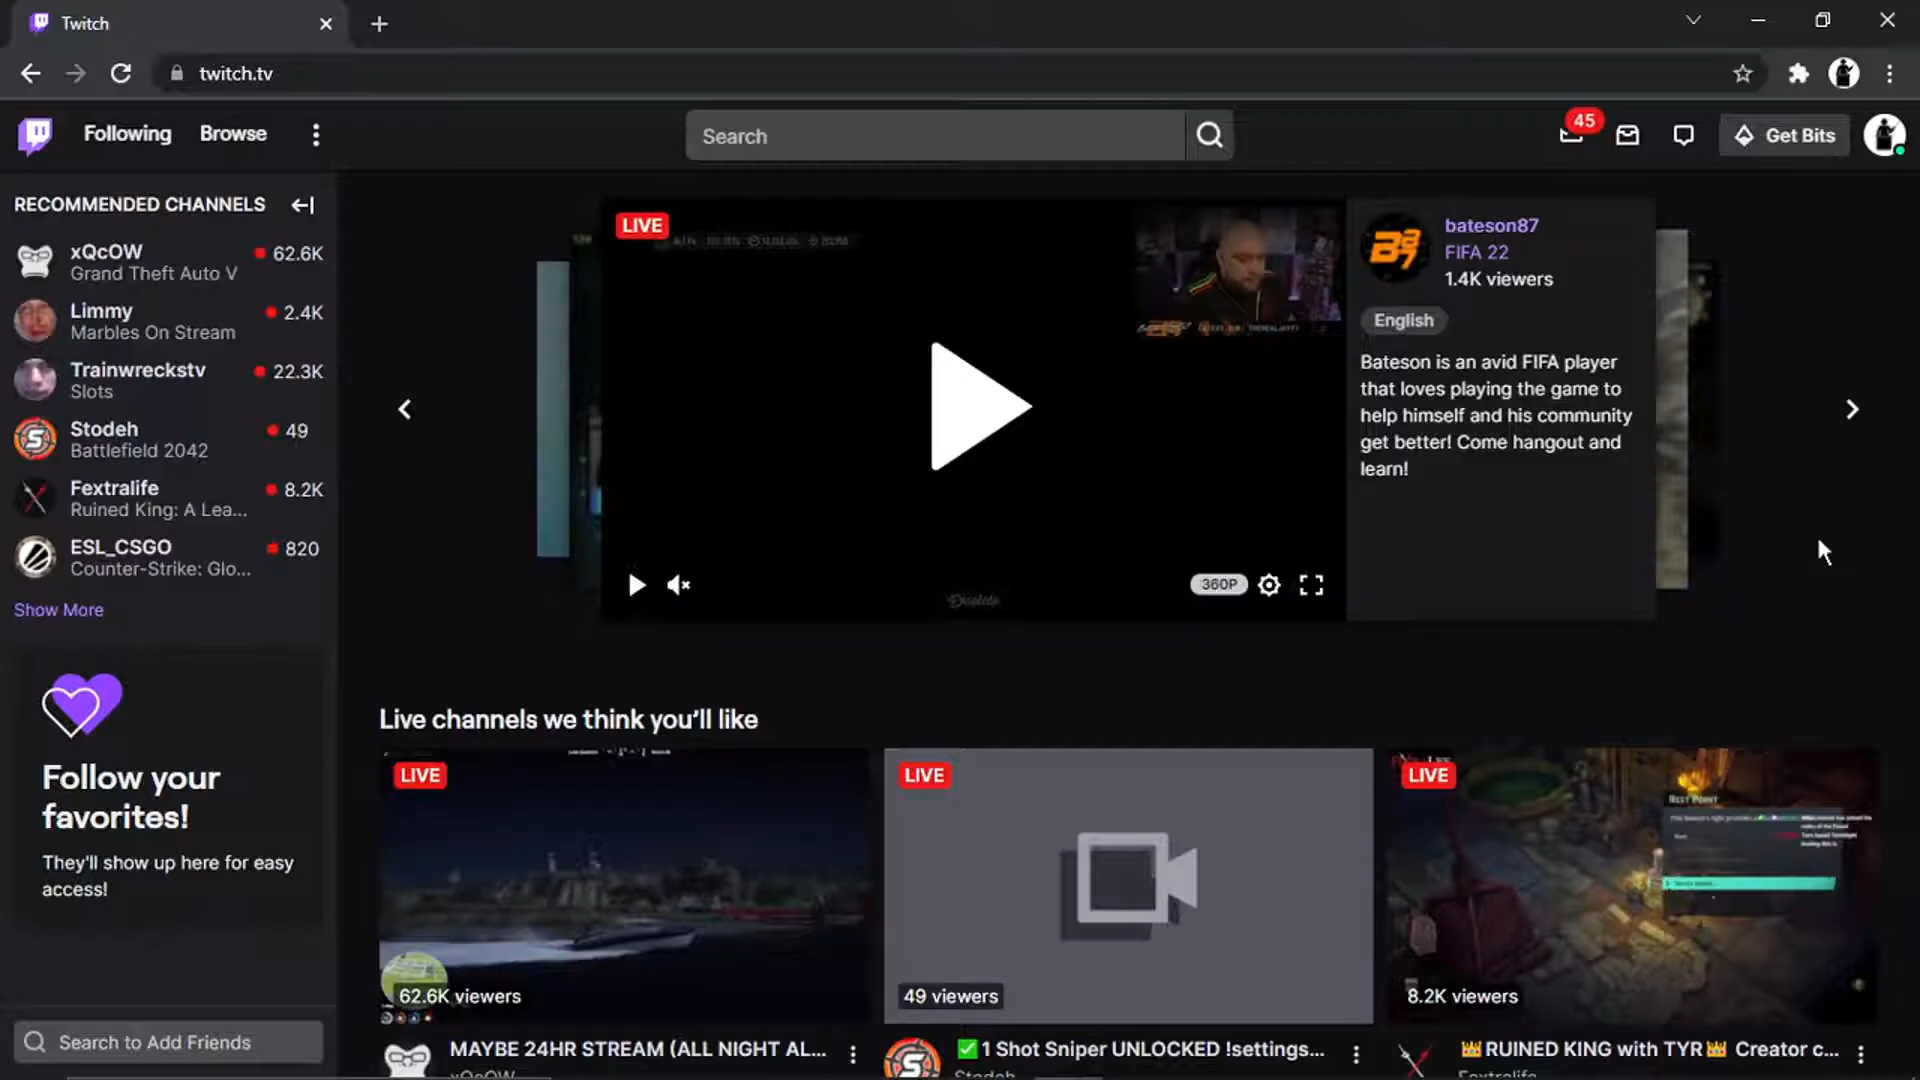 Twitch
twitch.tv
Following
Browse
Search
45
Get Bits
RECOMMENDED CHANNELS
xQcOW
62.6K
Grand Theft Auto V
Limmy
2.4K
Marbles On Stream
Trainwreckstv
22.3K
Slots
Stodeh
49
Battlefield 2042
Fextralife
8.2K
Ruined King: A Lea...
ESL_CSGO
820
Counter-Strike: Glo...
Show More
Follow your
favorites!
They'll show up here for easy
access!
Search to Add Friends
LIVE
360P
bateson87
FIFA 22
1.4K viewers
English
Bateson is an avid FIFA player
that loves playing the game to
help himself and his community
get better! Come hangout and
learn!
Live channels we think you'll like
LIVE
62.6K viewers
MAYBE 24HR STREAM (ALL NIGHT AL...
xQcOW
LIVE
49 viewers
✅1 Shot Sniper UNLOCKED !settings...
Stodeh
LIVE
REST POINT
8.2K viewers
👑RUINED KING with TYR👑 Creator c...
Fextralife